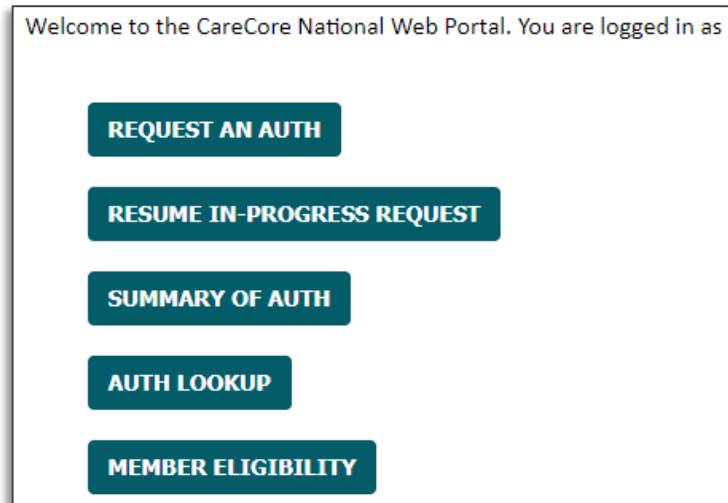 Welcome to the CareCore National Web Portal. You are logged in as
REQUEST AN AUTH
RESUME IN-PROGRESS REQUEST
SUMMARY OF AUTH
AUTH LOOKUP
MEMBER ELIGIBILITY